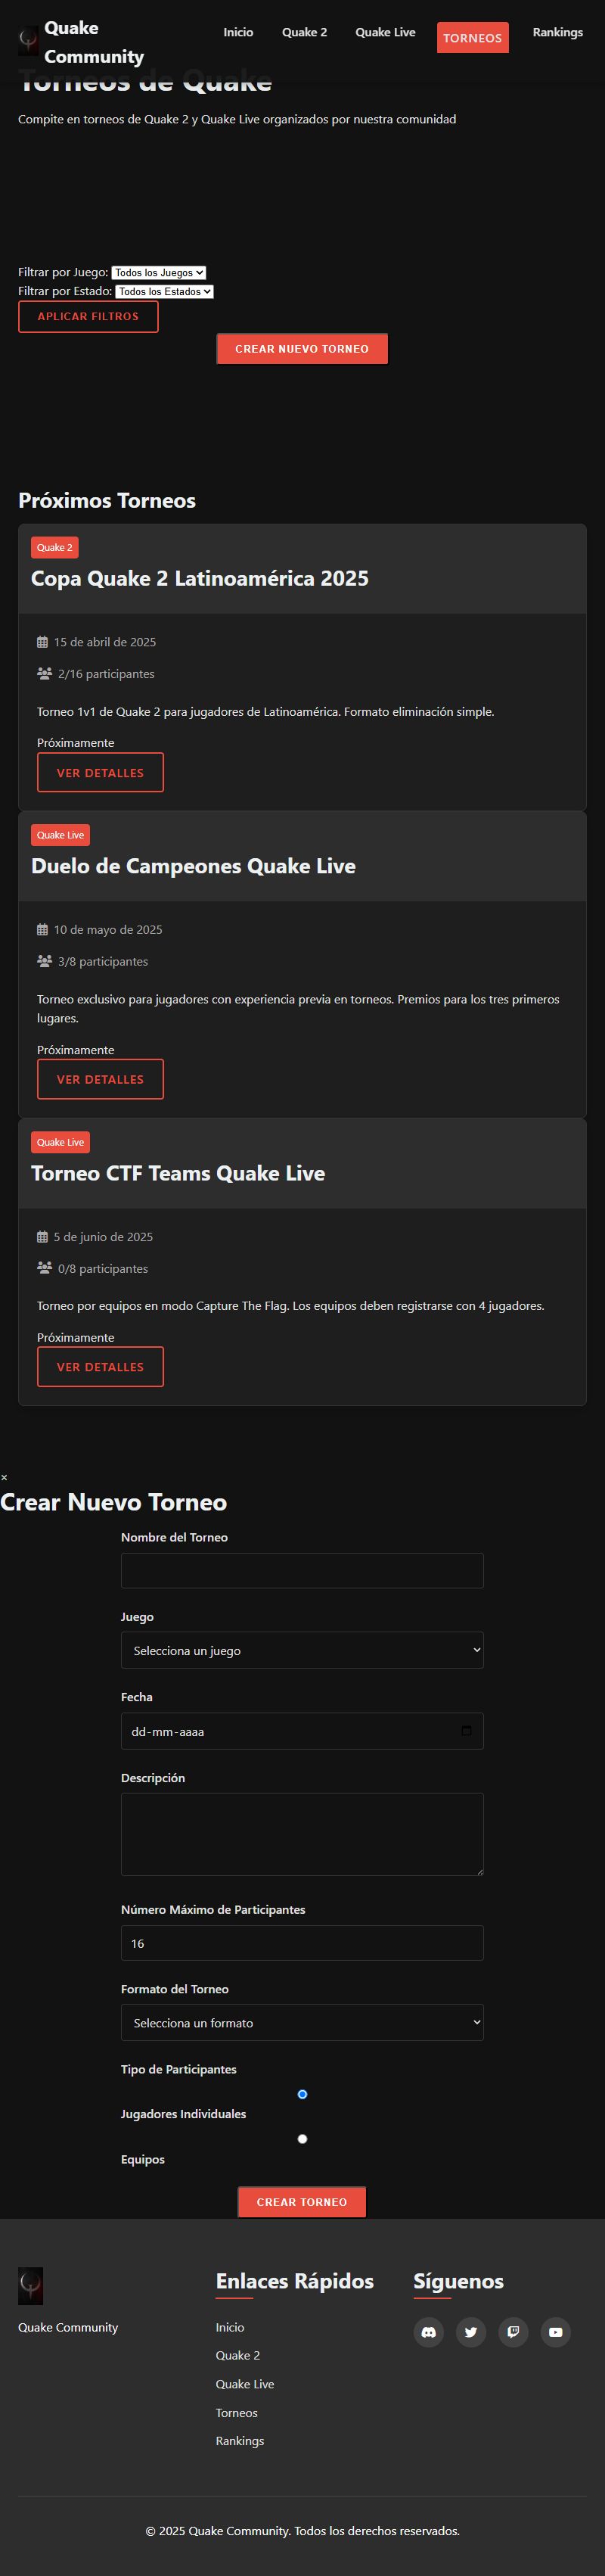 Quake
Community
Inicio
Quake 2
Quake Live
TORNEOS
Rankings
Torneos de Quake
Compite en torneos de Quake 2 y Quake Live organizados por nuestra comunidad
Filtrar por Juego: Todos los Juegos
Filtrar por Estado: Todos los Estados
APLICAR FILTROS
CREAR NUEVO TORNEO
Próximos Torneos
Quake 2
Copa Quake 2 Latinoamérica 2025
15 de abril de 2025
2/16 participantes
Torneo 1v1 de Quake 2 para jugadores de Latinoamérica. Formato eliminación simple.
Próximamente
VER DETALLES
Quake Live
Duelo de Campeones Quake Live
10 de mayo de 2025
3/8 participantes
Torneo exclusivo para jugadores con experiencia previa en torneos. Premios para los tres primeros
lugares.
Próximamente
VER DETALLES
Quake Live
Torneo CTF Teams Quake Live
5 de junio de 2025
0/8 participantes
Torneo por equipos en modo Capture The Flag. Los equipos deben registrarse con 4 jugadores.
Próximamente
VER DETALLES
×
Crear Nuevo Torneo
Nombre del Torneo
Juego
Selecciona un juego
Fecha
dd-mm-aaaa
Descripción
Número Máximo de Participantes
16
Formato del Torneo
Selecciona un formato
Tipo de Participantes
Jugadores Individuales
Equipos
CREAR TORNEO
Quake Community
Enlaces Rápidos
Inicio
Quake 2
Quake Live
Torneos
Rankings
Síguenos
© 2025 Quake Community. Todos los derechos reservados.